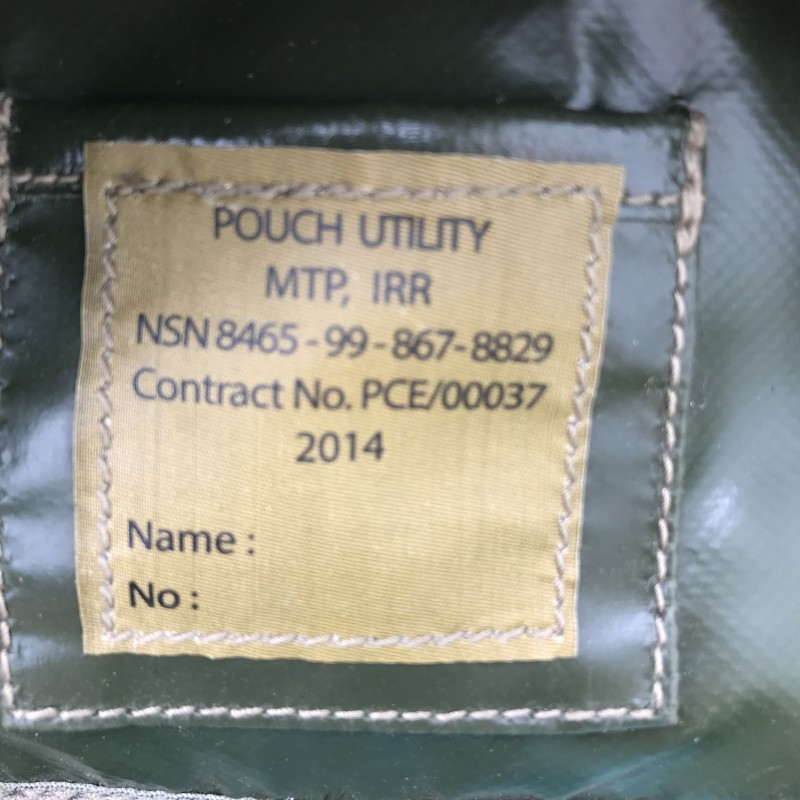 POUCH UTILITY
MTP, IRR
NSN 8465-99-867-8829
Contract No. PCE/00037
2014
Name :
No :